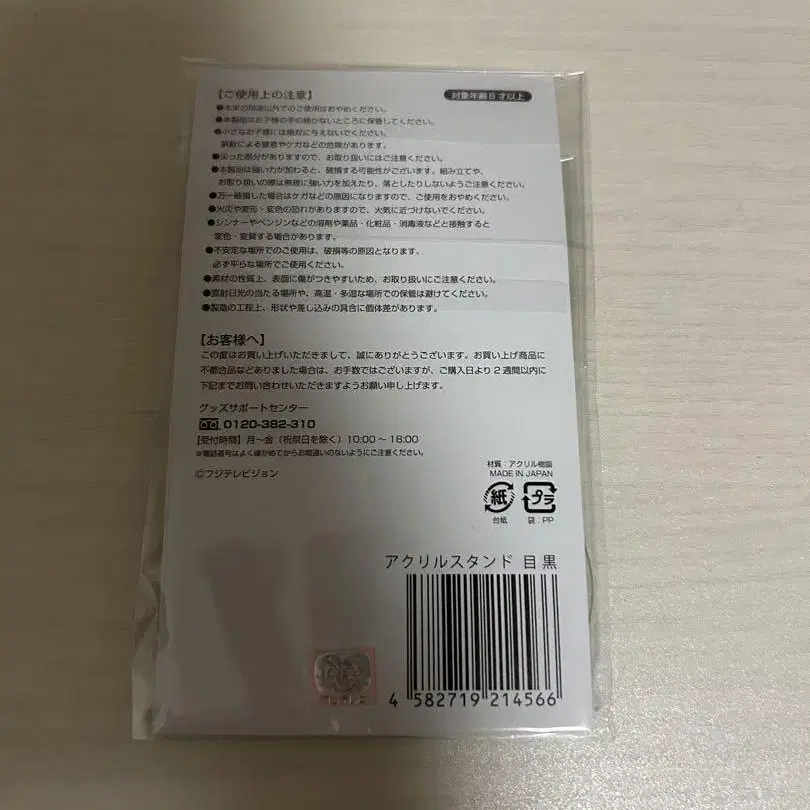 【ご使用上の注意】
対象年齢6才以上
●本来の用途以外でのご使用はおやめください。
●本製品はお子様の手の届かないところに保管してください。
●小さなお子様には絶対に与えないでください。
誤飲による窒息やケガなどの危険があります。
●尖った部分がありますので、お取り扱いにはご注意ください。
●本製品は強い力が加わると、破損する可能性がございます。組み立てや、
お取り扱いの際は無理に強い力を加えたり、落としたりしないようご注意ください。
●万一破損した場合はケガなどの原因になりますので、ご使用をおやめください。
●火災や変形・変色の恐れがありますので、火気に近づけないでください。
●シンナーやベンジンなどの溶剤や薬品・化粧品・消毒液などと接触すると
変色・変質する場合があります。
●不安定な場所でのご使用は、破損等の原因となります。
必ず平らな場所でご使用ください。
●素材の性質上、表面に傷がつきやすいため、お取り扱いにご注意ください。
●直射日光の当たる場所や、高温・多湿な場所での保管は避けてください。
●製造の工程上、形状や差し込みの具合に個体差があります。
【お客様へ】
この度はお買い上げいただきまして、誠にありがとうございます。お買い上げ商品に
不都合品などありました場合は、お手数ではございますが、ご購入日より2週間以内に
下記までお問い合わせいただきますようお願い申し上げます。
グッズサポートセンター
0120-382-310
【受付時間】月～金（祝祭日を除く）10:00～16:00
※電話番号はよく確かめてからお間違いのないようにご注意ください。
©フジテレビジョン
材質：アクリル樹脂
MADE IN JAPAN
紙 プラ
台紙 袋：PP
アクリルスタンド 目黒
4 582719 214566